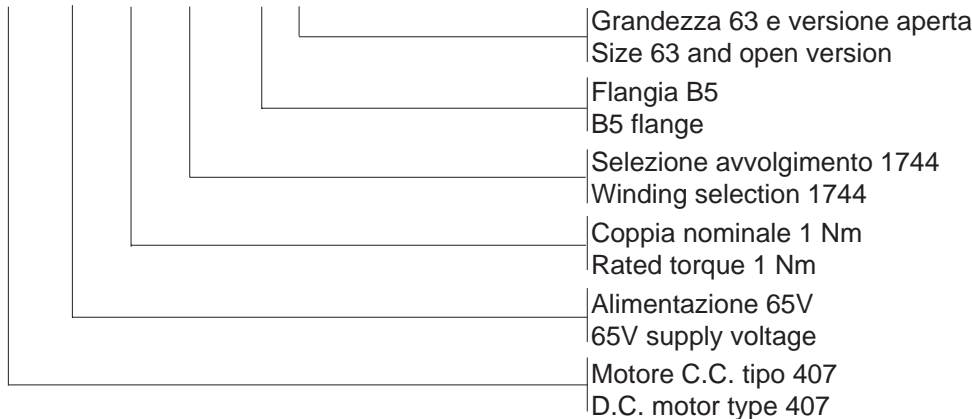 Grandezza 63 e versione aperta
Size 63 and open version
Flangia B5
B5 flange
Selezione avvolgimento 1744
Winding selection 1744
Coppia nominale 1 Nm
Rated torque 1 Nm
Alimentazione 65V
65V supply voltage
Motore C.C. tipo 407
D.C. motor type 407